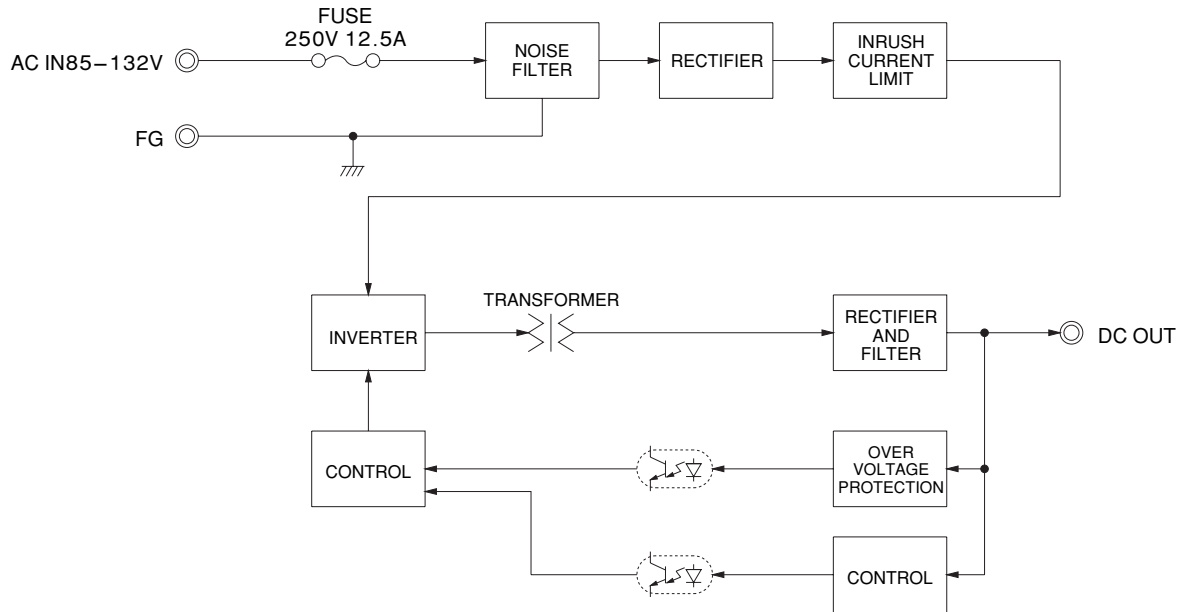 FUSE
250V 12.5A
AC IN85–132V
NOISE
FILTER
RECTIFIER
INRUSH
CURRENT
LIMIT
FG
TRANSFORMER
INVERTER
RECTIFIER
AND
FILTER
DC OUT
CONTROL
OVER
VOLTAGE
PROTECTION
CONTROL